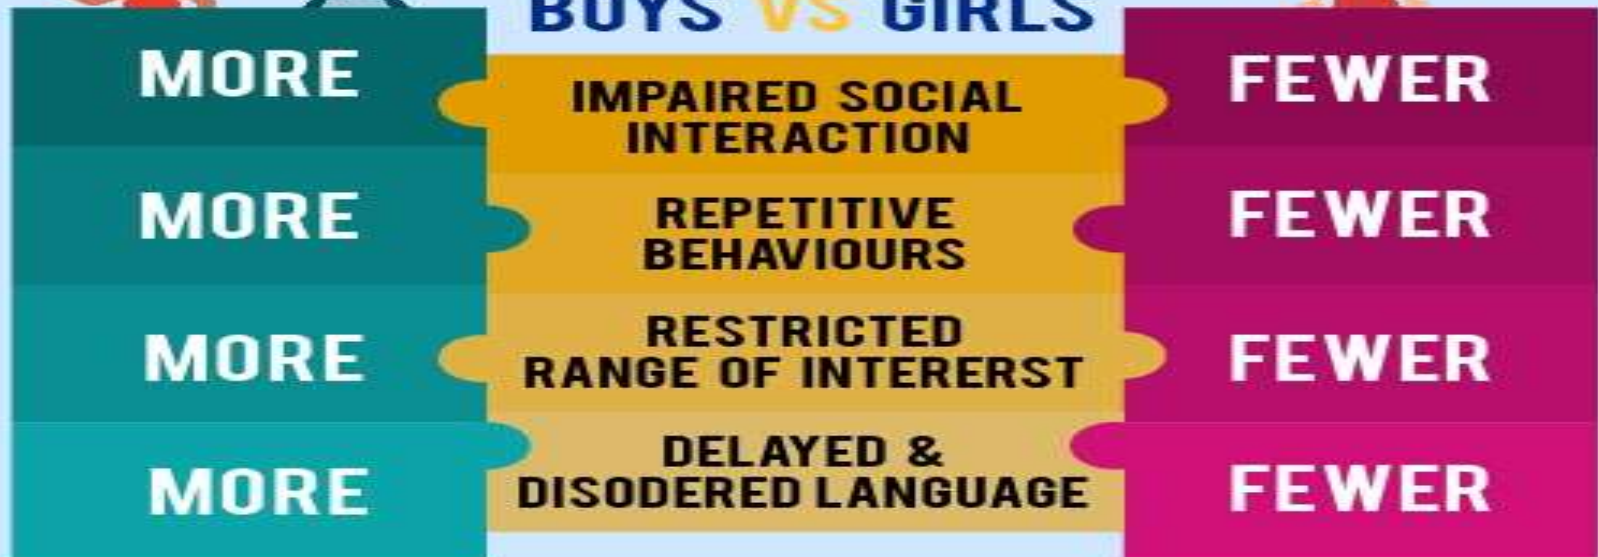 BOYS VS GIRLS
MORE
IMPAIRED SOCIAL
INTERACTION
FEWER
MORE
REPETITIVE
BEHAVIOURS
FEWER
MORE
RESTRICTED
RANGE OF INTERERST
FEWER
MORE
DELAYED &
DISODERED LANGUAGE
FEWER